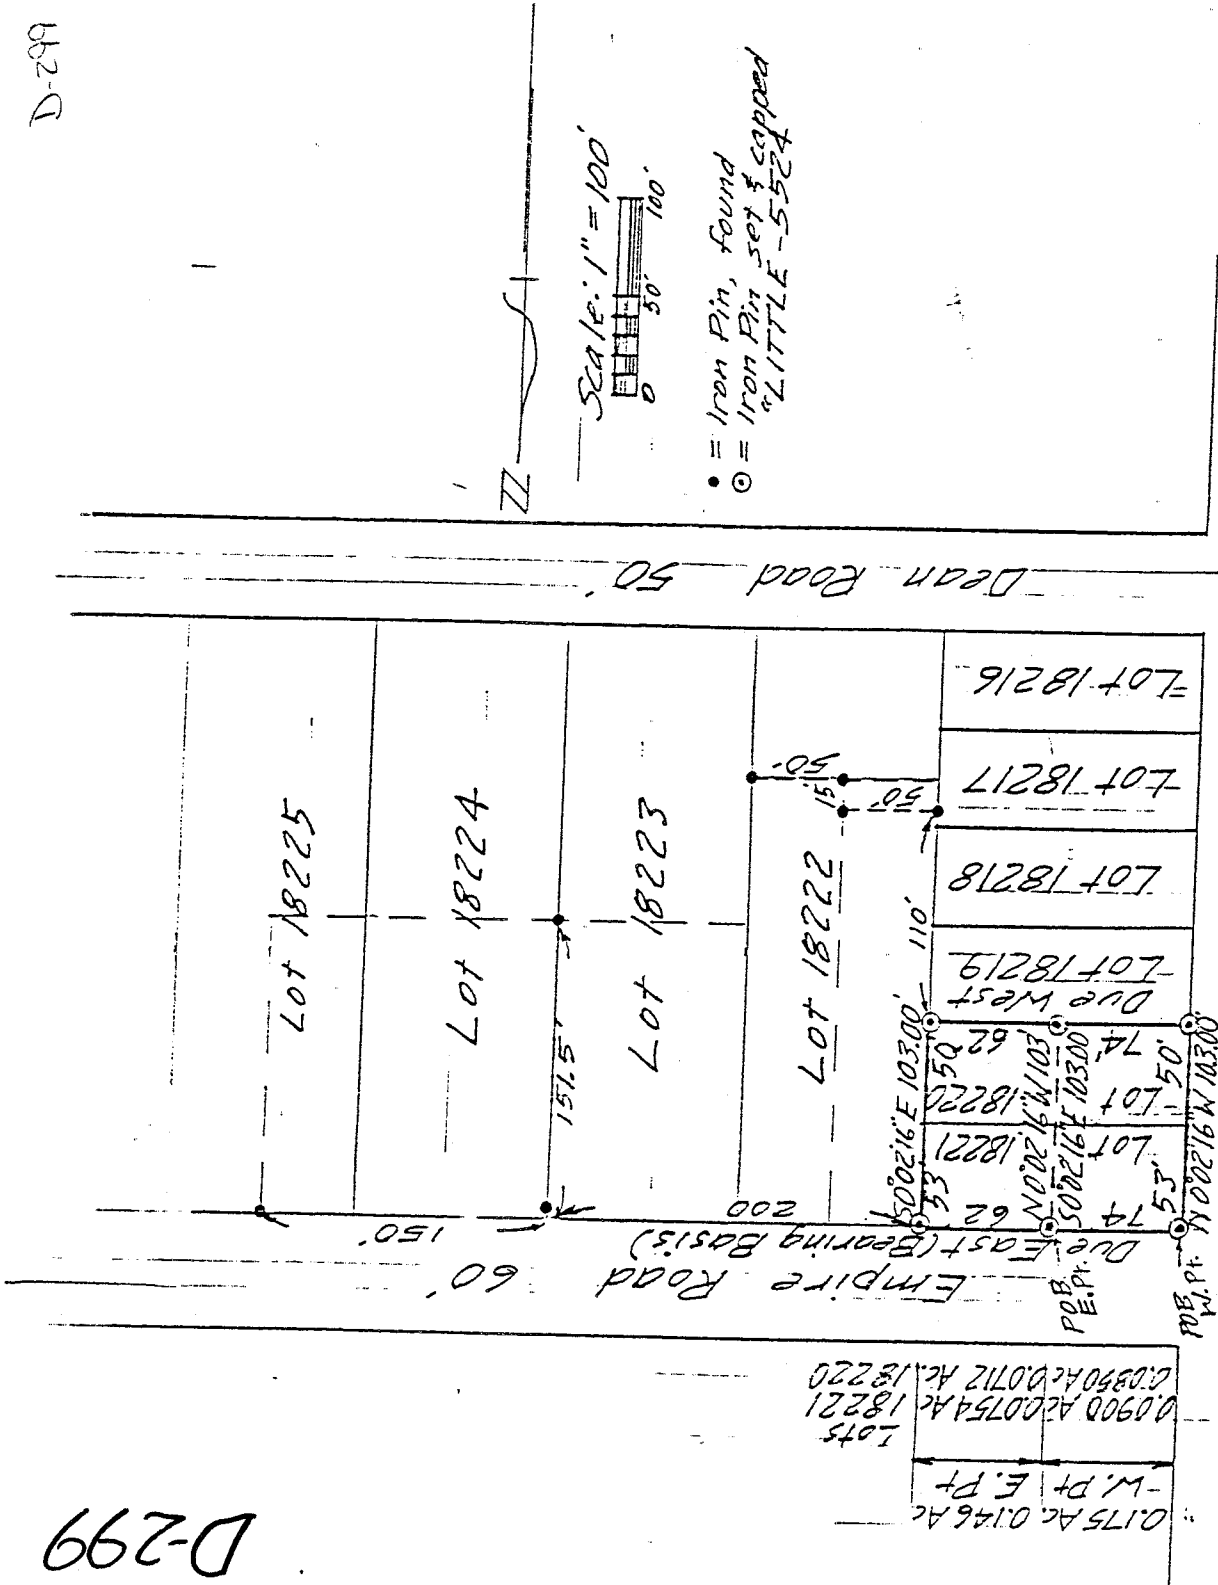 D-299
Scale: 1" = 100'
0 50' 100'
• = Iron Pin, found
⊙ = Iron Pin set & capped
"LITTLE-5524"
Dean Road 50'
Lot 18225
Lot 18224
Lot 18223
Lot 18222
Lot 18216
Lot 18217
Lot 18218
Lot 18219
Lot 18220
Lot 18221
50'
15'
50'
110'
151.5'
150'
200
Due West
62'
74'
S0°02'16"E 103.00'
53'
50'
N0°02'16"W 103'
S0°02'16"E 103.00
N0°02'16"W 103.00'
53'
50'
62
74
Due East (Bearing Basis)
Empire Road 60'
POB
E. Pt.
POB
W. Pt.
0.175 Ac. 0.146 Ac
W. Pt E. Pt
Lots
0.0900 Ac 0.0754 Ac 18221
0.0850 Ac 0.0712 Ac. 18220
D-299